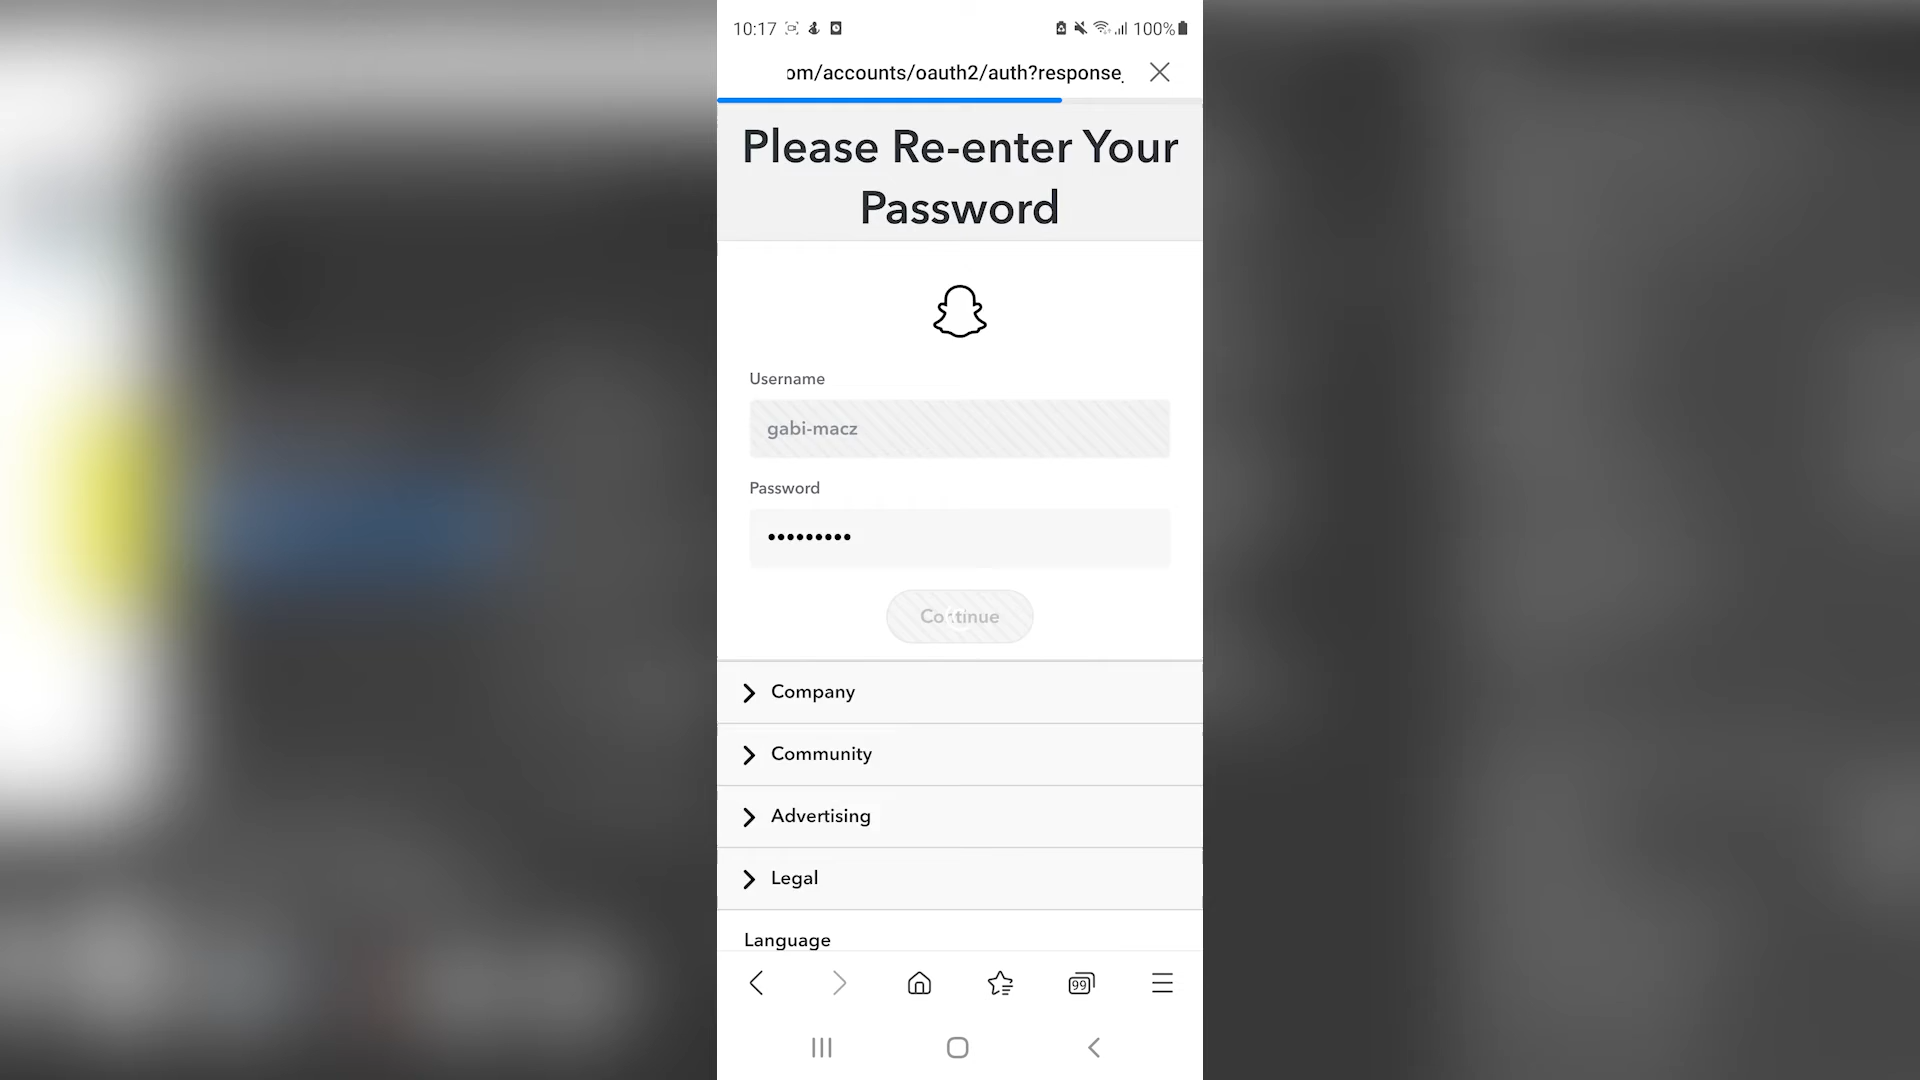 10:17 100%
om/accounts/oauth2/auth?response_
Please Re-enter Your
Password
Username
gabi-macz
Password
•••••••••
Continue
Company
Community
Advertising
Legal
Language
99